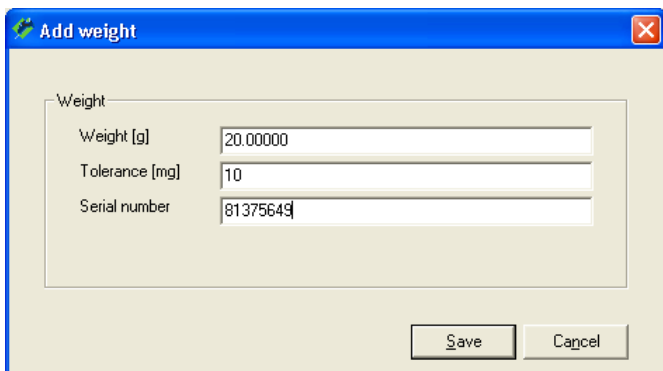 Add weight
Weight
Weight [g] 20.00000
Tolerance [mg] 10
Serial number 81375649
Save Cancel